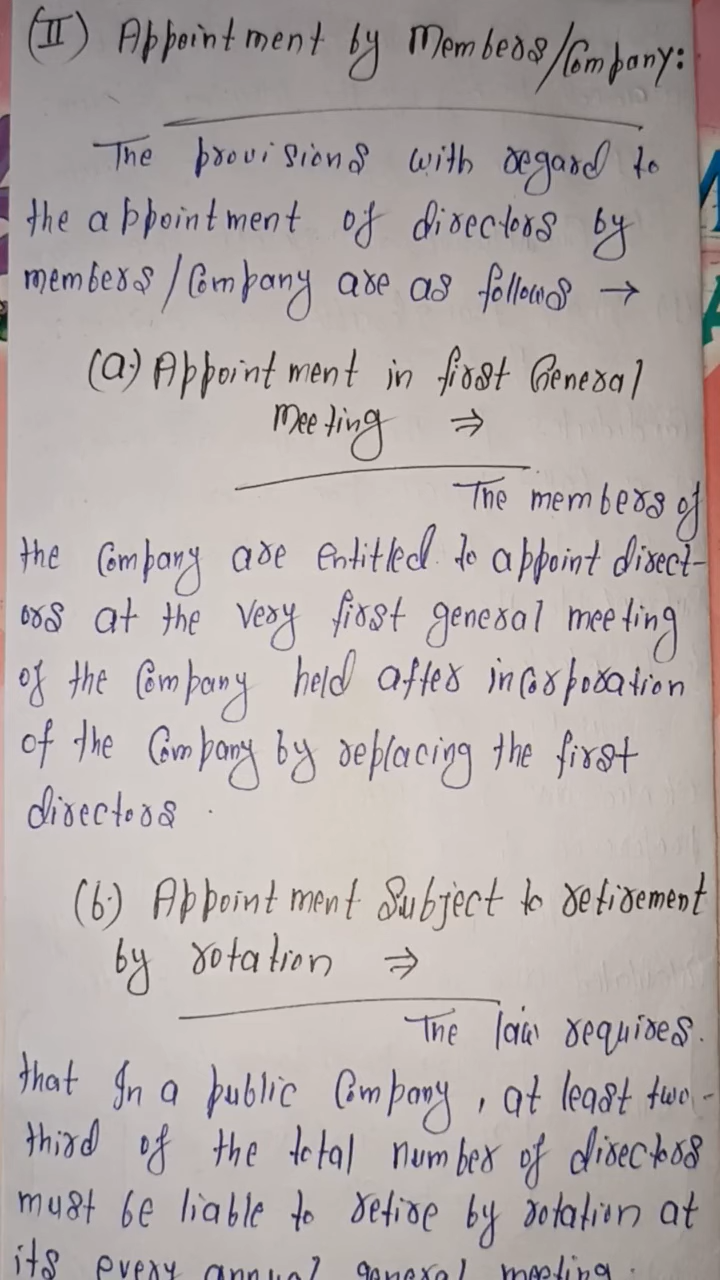 (II) Appointment by Members/Company:
The provisions with regard to
the appointment of directors by
members/Company are as follows →
(a.) Appointment in first General
Meeting ⇒
The members of
the Company are entitled to appoint direct-
ors at the very first general meeting
of the Company held after incorporation
of the Company by replacing the first
directors.
(b.) Appointment Subject to retirement
by rotation ⇒
The law requires.
that In a public Company, at least two-
third of the total number of directors
must be liable to retire by rotation at
its every annual general meeting.